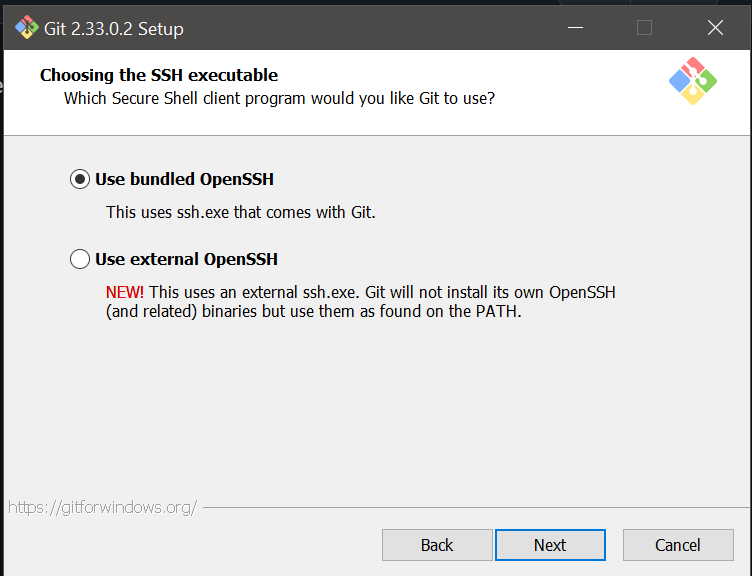 Git 2.33.0.2 Setup
Choosing the SSH executable
Which Secure Shell client program would you like Git to use?
Use bundled OpenSSH
This uses ssh.exe that comes with Git.
Use external OpenSSH
NEW! This uses an external ssh.exe. Git will not install its own OpenSSH
(and related) binaries but use them as found on the PATH.
https://gitforwindows.org/
Back Next Cancel